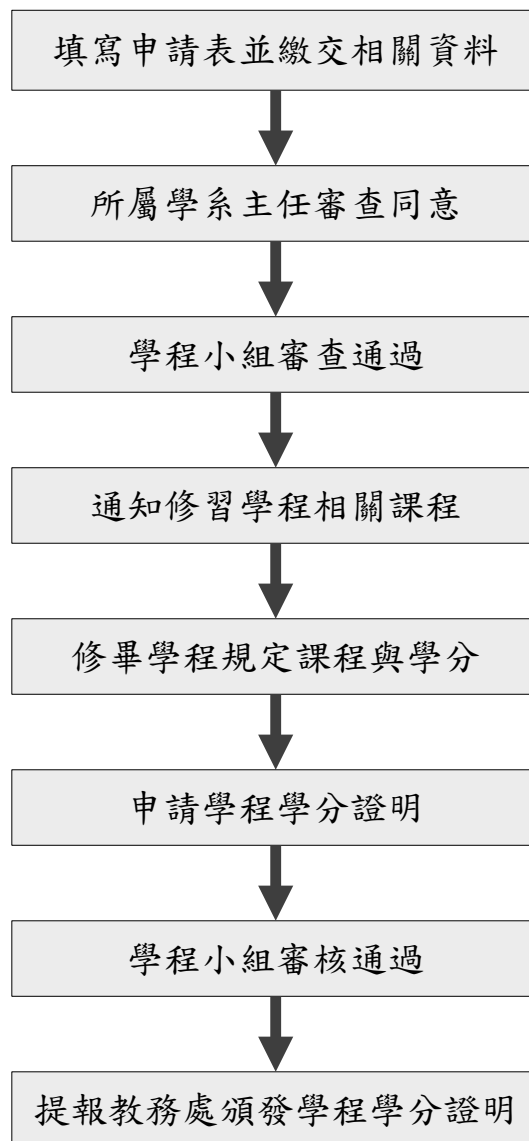 填寫申請表並繳交相關資料
所屬學系主任審查同意
學程小組審查通過
通知修習學程相關課程
修畢學程規定課程與學分
申請學程學分證明
學程小組審核通過
提報教務處頒發學程學分證明